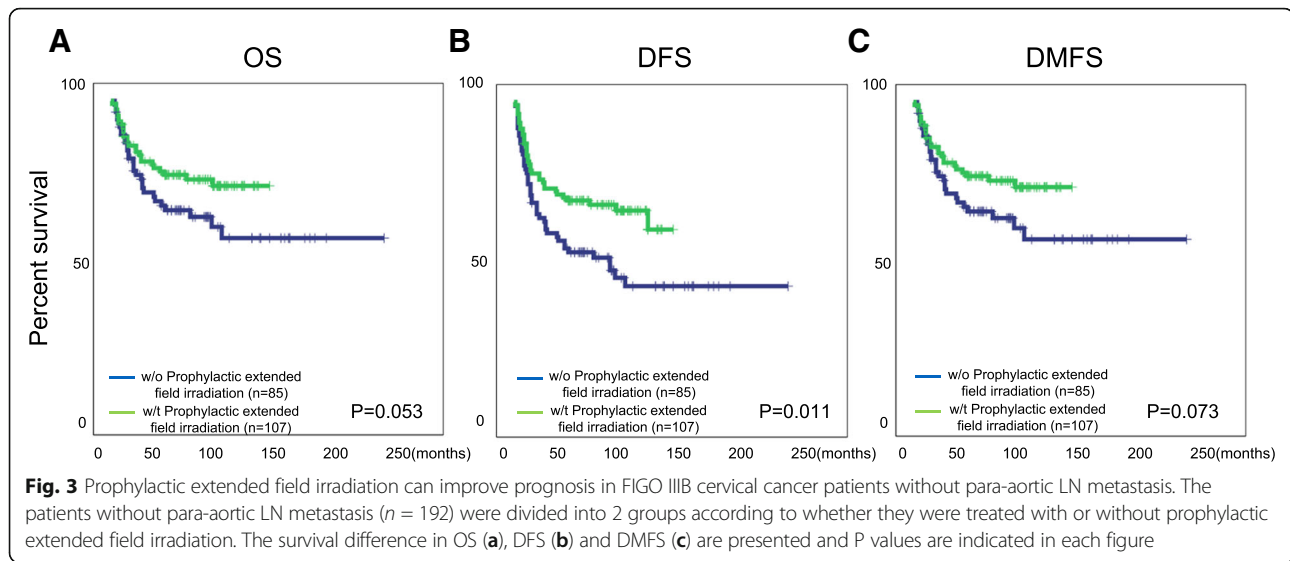 A
OS
B
DFS
C
DMFS
Percent survival
100
50
0
w/o Prophylactic extended
field irradiation (n=85)
w/t Prophylactic extended
field irradiation (n=107)
P=0.053
0 50 100 150 200 250(months)
100
50
0
w/o Prophylactic extended
field irradiation (n=85)
w/t Prophylactic extended
field irradiation (n=107)
P=0.011
0 50 100 150 200 250(months)
100
50
0
w/o Prophylactic extended
field irradiation (n=85)
w/t Prophylactic extended
field irradiation (n=107)
P=0.073
0 50 100 150 200 250(months)
Fig. 3 Prophylactic extended field irradiation can improve prognosis in FIGO IIIB cervical cancer patients without para-aortic LN metastasis. The
patients without para-aortic LN metastasis (n = 192) were divided into 2 groups according to whether they were treated with or without prophylactic
extended field irradiation. The survival difference in OS (a), DFS (b) and DMFS (c) are presented and P values are indicated in each figure